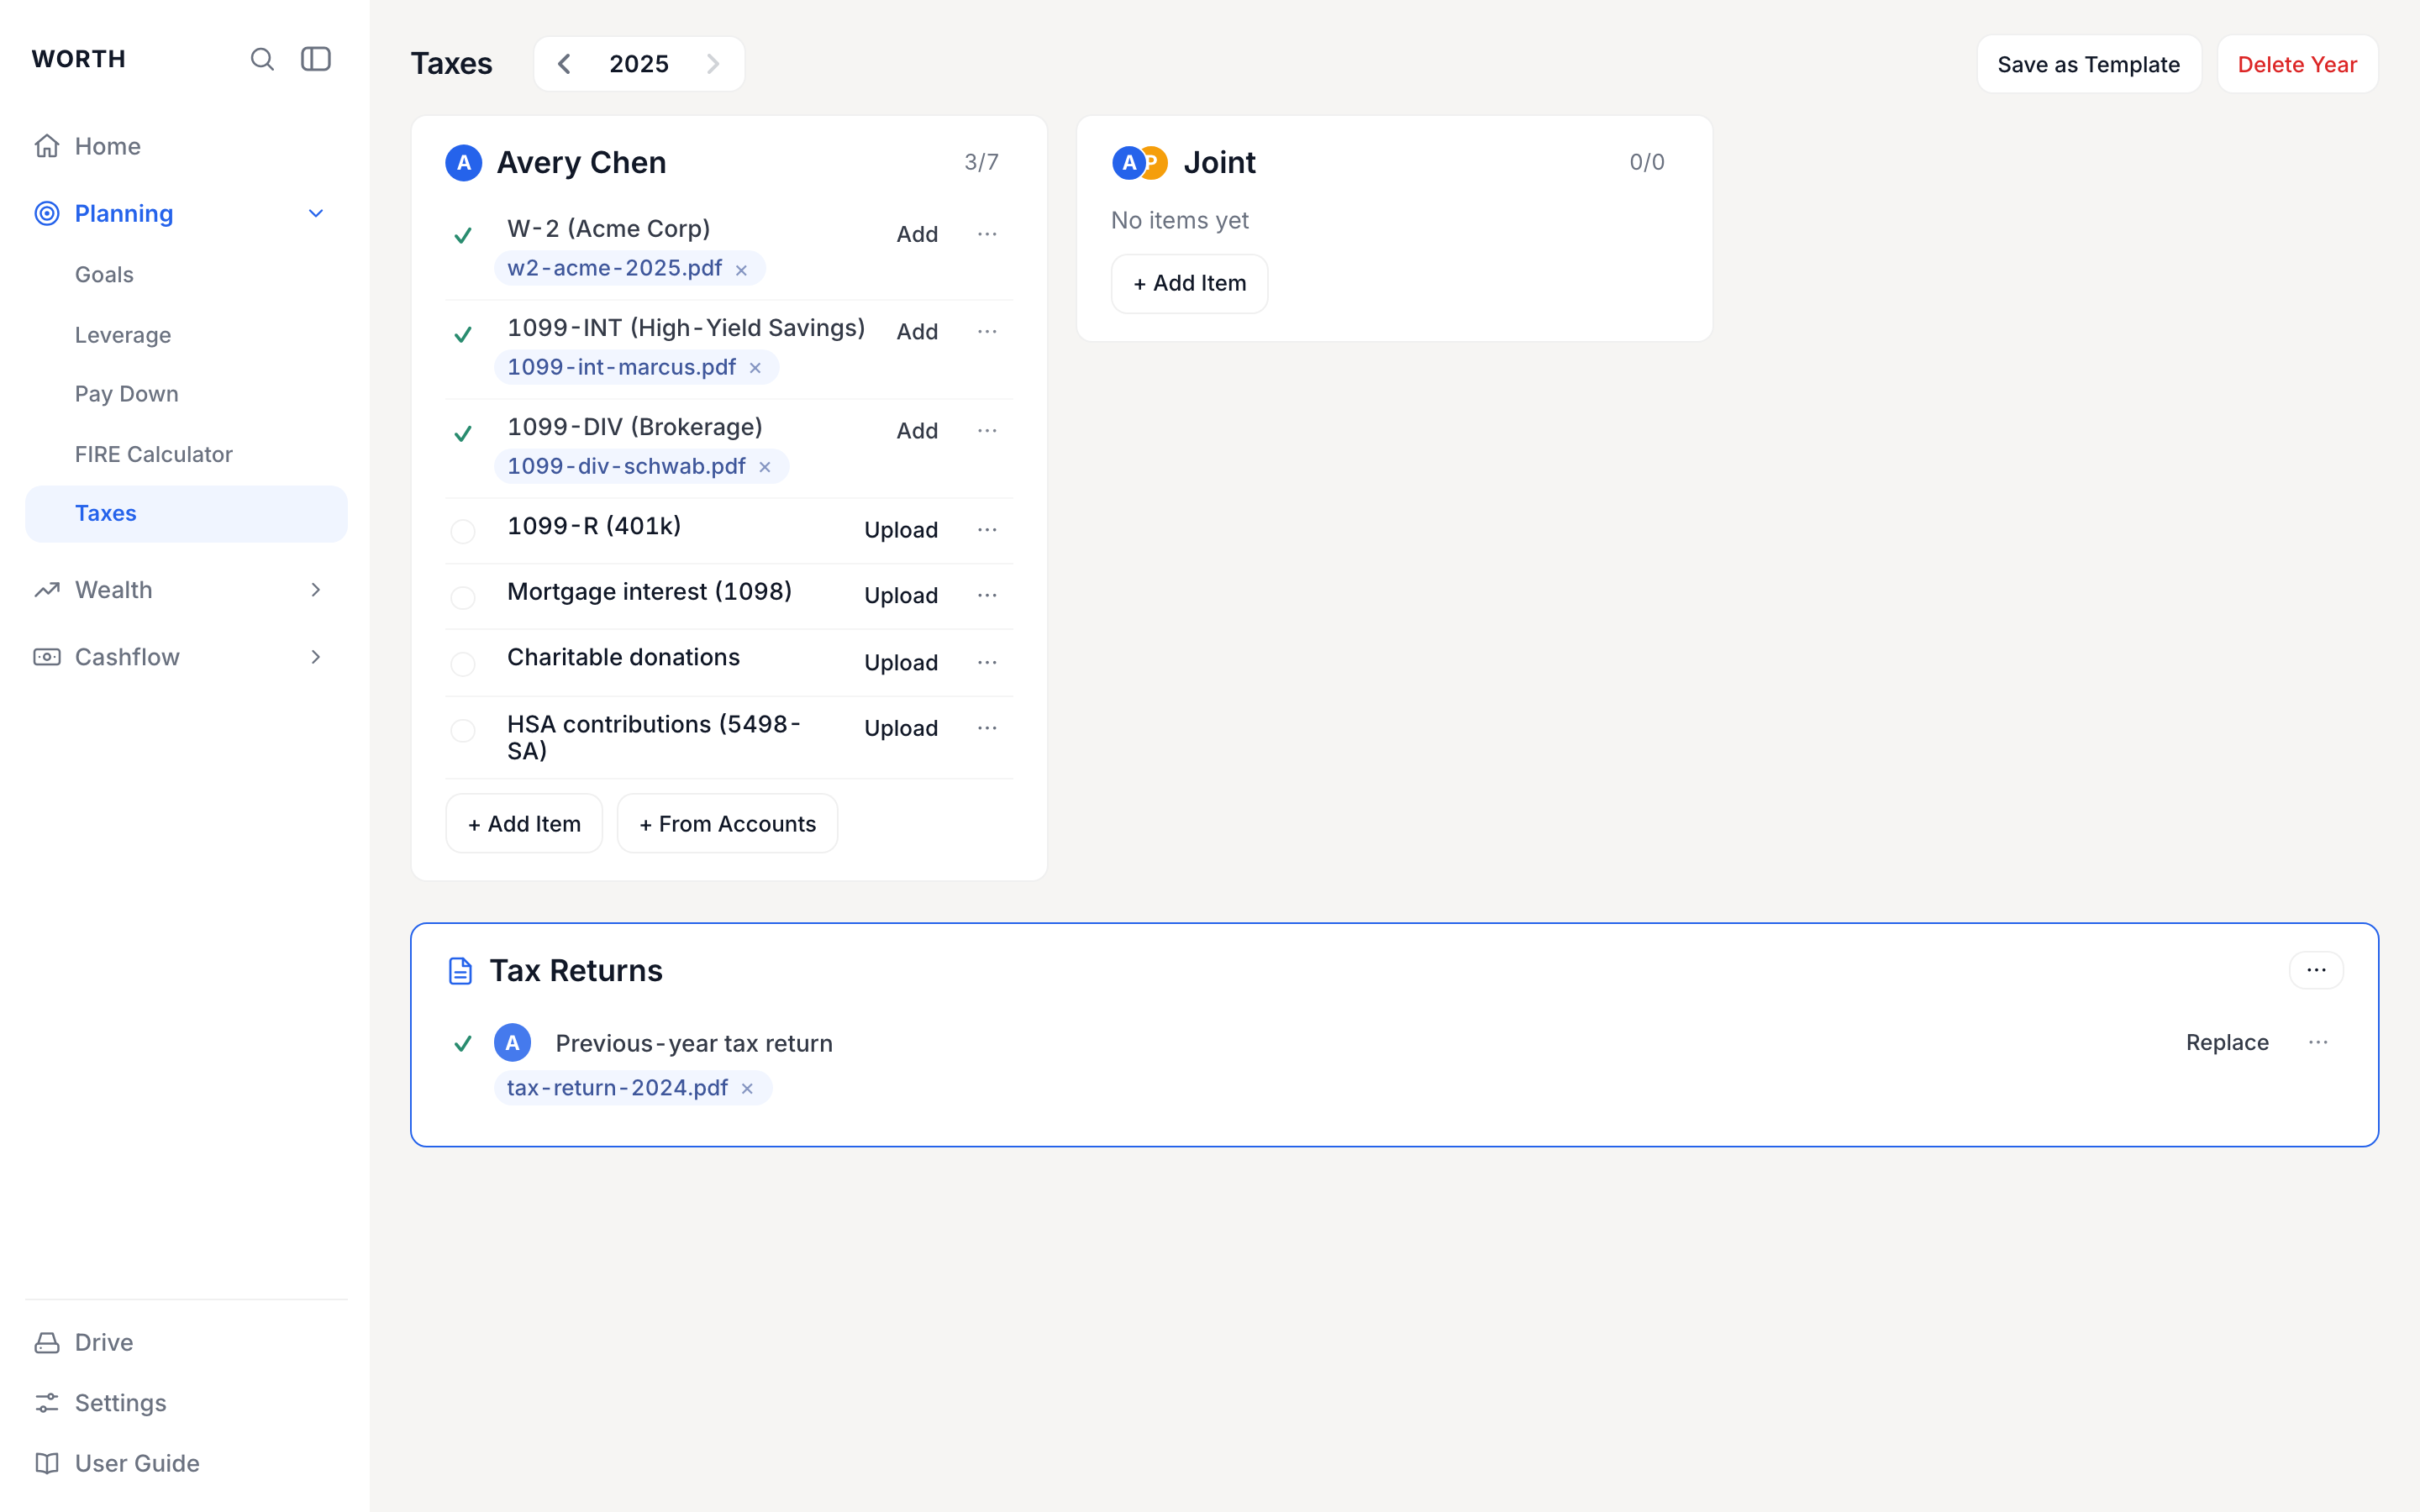 WORTH
Home
Planning
Goals
Leverage
Pay Down
FIRE Calculator
Taxes
Wealth
Cashflow
Drive
Settings
User Guide
Taxes
2025
Save as Template
Delete Year
A
Avery Chen
3/7
W-2 (Acme Corp)
Add
...
w2-acme-2025.pdf ×
1099-INT (High-Yield Savings)
Add
...
1099-int-marcus.pdf ×
1099-DIV (Brokerage)
Add
...
1099-div-schwab.pdf ×
1099-R (401k)
Upload
...
Mortgage interest (1098)
Upload
...
Charitable donations
Upload
...
HSA contributions (5498-
SA)
Upload
...
+ Add Item
+ From Accounts
A P
Joint
0/0
No items yet
+ Add Item
Tax Returns
...
A
Previous-year tax return
Replace
...
tax-return-2024.pdf ×